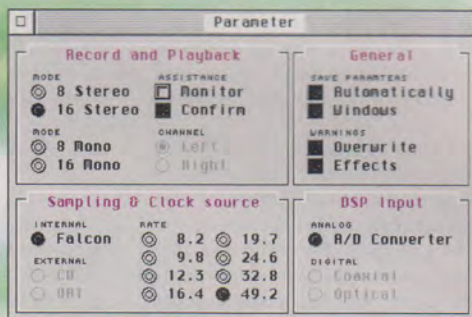 Parameter
Record and Playback
MODE
8 Stereo
16 Stereo
MODE
8 Mono
16 Mono
ASSISTANCE
Monitor
Confirm
CHANNEL
Left
Right
General
SAVE PARAMTERS
Automatically
Windows
WARNINGS
Overwrite
Effects
Sampling & Clock source
INTERNAL
Falcon
EXTERNAL
CD
DAT
RATE
8.2 19.7
9.8 24.6
12.3 32.8
16.4 49.2
DSP Input
ANALOG
A/D Converter
DIGITAL
Coaxial
Optical